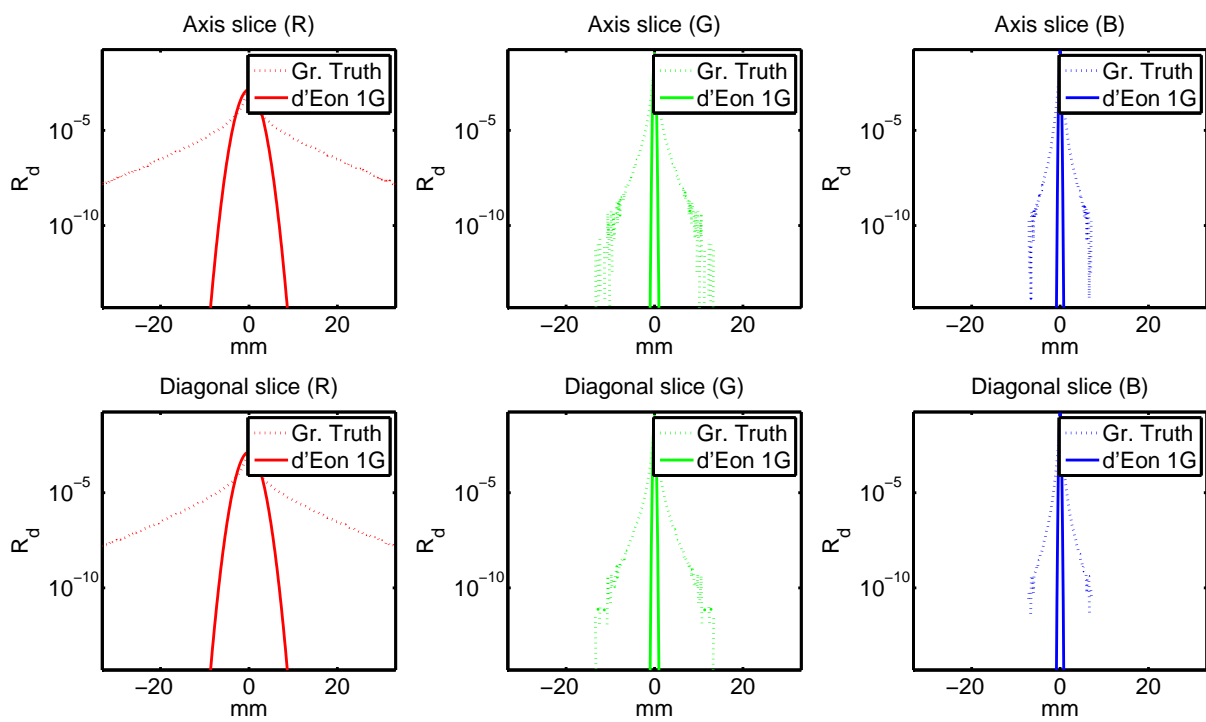 Axis slice (R)
Axis slice (G)
Axis slice (B)
Gr. Truth
d'Eon 1G
Gr. Truth
d'Eon 1G
Gr. Truth
d'Eon 1G
10⁻⁵
10⁻¹⁰
R_d
−20 0 20
mm
10⁻⁵
10⁻¹⁰
R_d
−20 0 20
mm
10⁻⁵
10⁻¹⁰
R_d
−20 0 20
mm
Diagonal slice (R)
Diagonal slice (G)
Diagonal slice (B)
Gr. Truth
d'Eon 1G
Gr. Truth
d'Eon 1G
Gr. Truth
d'Eon 1G
10⁻⁵
10⁻¹⁰
R_d
−20 0 20
mm
10⁻⁵
10⁻¹⁰
R_d
−20 0 20
mm
10⁻⁵
10⁻¹⁰
R_d
−20 0 20
mm